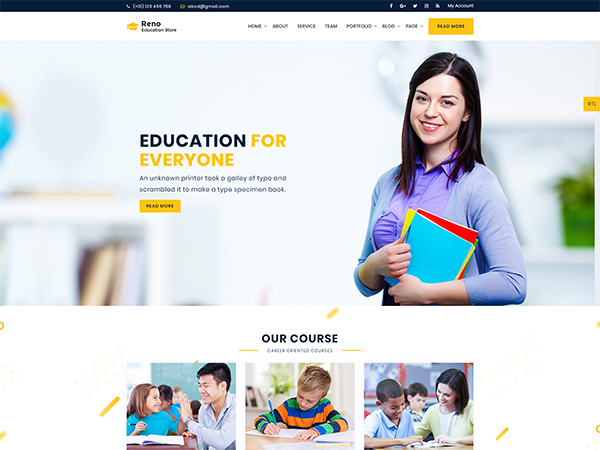 (+01) 123 456 789 abcd@gmail.com My Account
Reno
Education Store
HOME ABOUT SERVICE TEAM PORTFOLIO BLOG PAGE READ MORE
RTL
EDUCATION FOR
EVERYONE
An unknown printor took a galley of type and
scrambled it to make a type specimen book.
READ MORE
OUR COURSE
CAREER ORIENTED COURSES